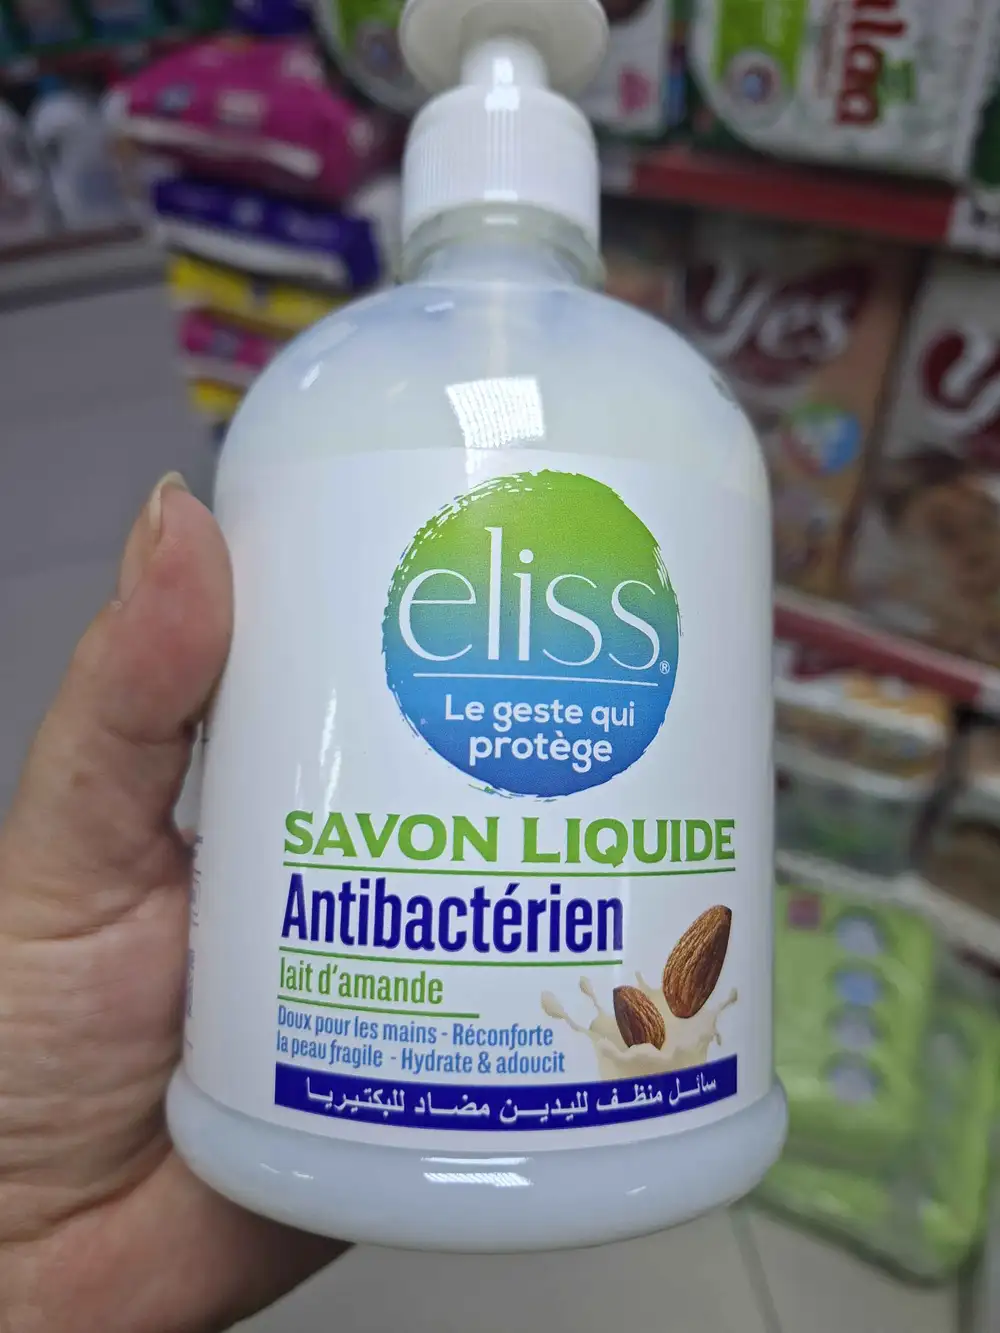 eliss®
Le geste qui
protège
SAVON LIQUIDE
Antibactérien
lait d'amande
Doux pour les mains - Réconforte
la peau fragile - Hydrate & adoucit
سائل منظف لليدين مضاد للبكتيريا
yes